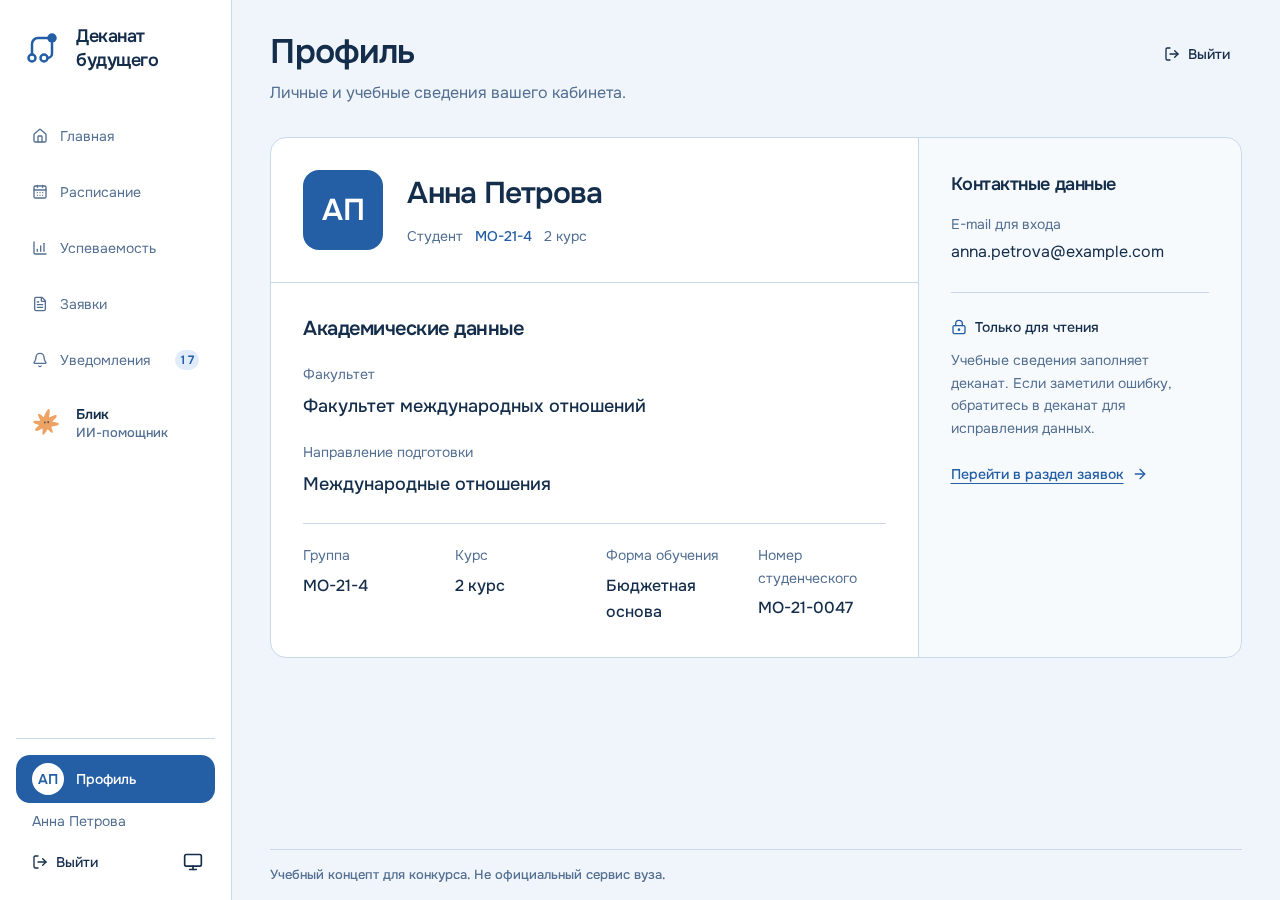 Деканат
будущего
Главная
Расписание
Успеваемость
Заявки
Уведомления 17
Блик
ИИ-помощник
АП Профиль
Анна Петрова
Выйти
Профиль
Выйти
Личные и учебные сведения вашего кабинета.
АП
Анна Петрова
Студент МО-21-4 2 курс
Академические данные
Факультет
Факультет международных отношений
Направление подготовки
Международные отношения
Группа
МО-21-4
Курс
2 курс
Форма обучения
Бюджетная
основа
Номер
студенческого
МО-21-0047
Контактные данные
E-mail для входа
anna.petrova@example.com
Только для чтения
Учебные сведения заполняет
деканат. Если заметили ошибку,
обратитесь в деканат для
исправления данных.
Перейти в раздел заявок
Учебный концепт для конкурса. Не официальный сервис вуза.